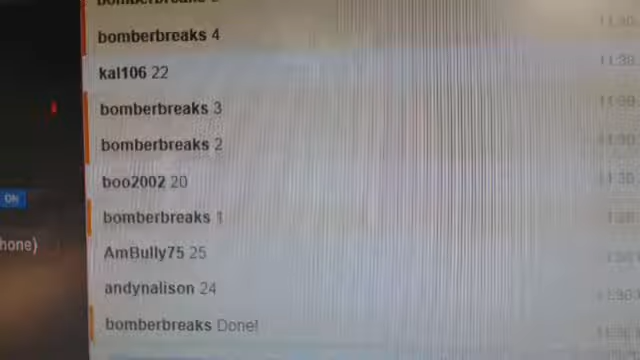 bomberbreaks
bomberbreaks 4
kal106 22
bomberbreaks 3
bomberbreaks 2
boo2002 20
ON
bomberbreaks 1
hone)
AmBully75 25
andynalison 24
bomberbreaks Done!